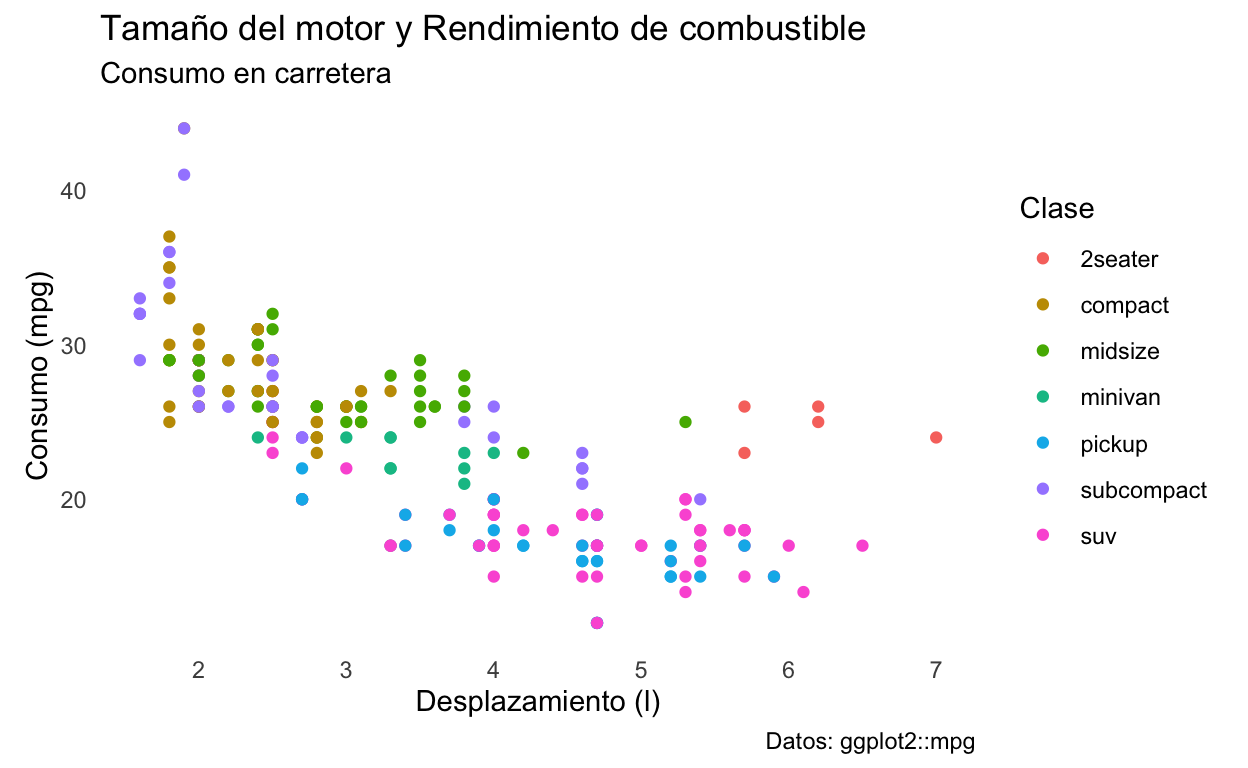 Tamaño del motor y Rendimiento de combustible
Consumo en carretera
Consumo (mpg)
40
30
20
2 3 4 5 6 7
Desplazamiento (l)
Clase
2seater
compact
midsize
minivan
pickup
subcompact
suv
Datos: ggplot2::mpg